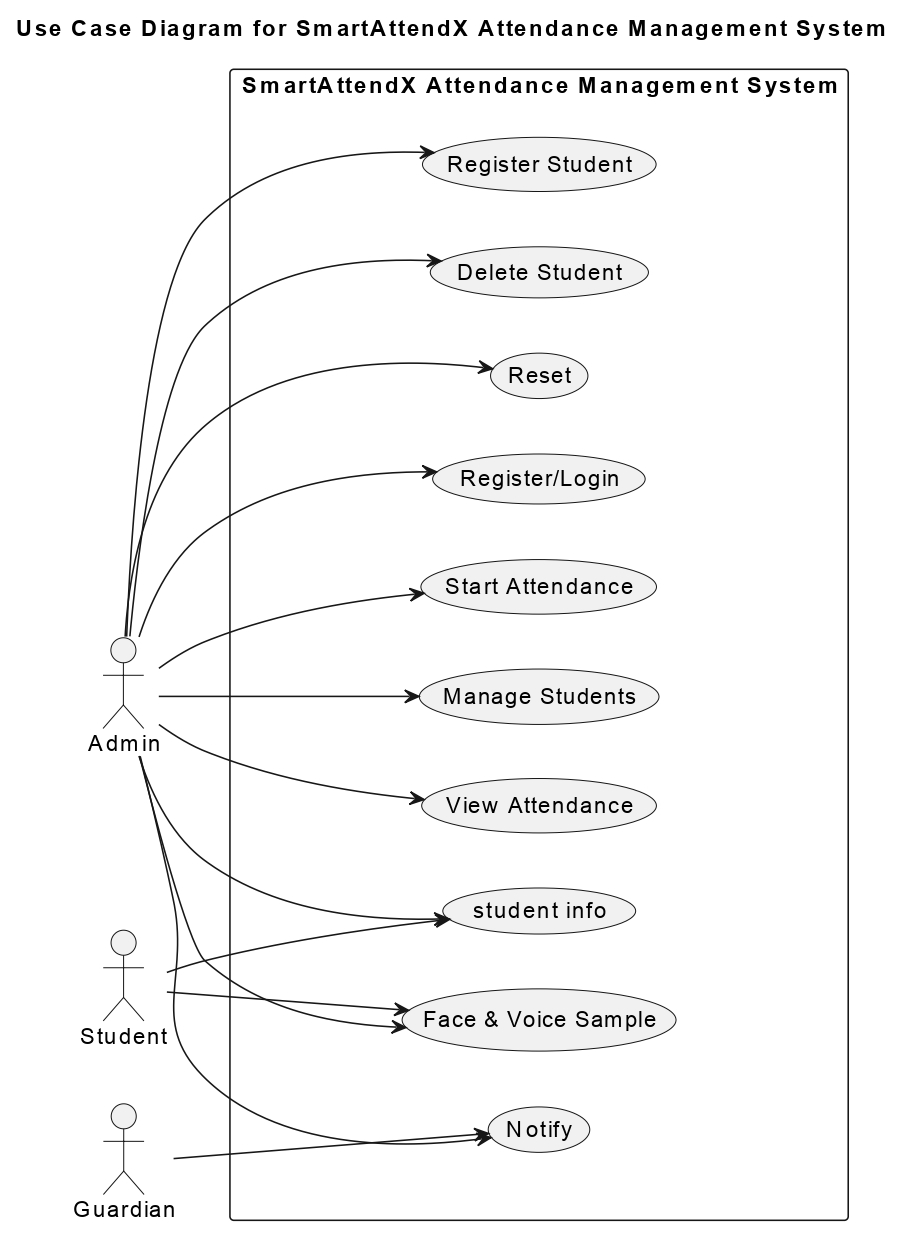 Use Case Diagram for SmartAttendX Attendance Management System
SmartAttendX Attendance Management System
Register Student
Delete Student
Reset
Register/Login
Start Attendance
Manage Students
Admin
View Attendance
student info
Student
Face & Voice Sample
Notify
Guardian